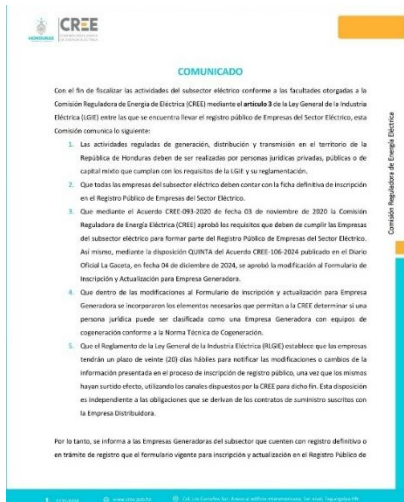 HONDURAS CREE
COMUNICADO
Con el fin de fiscalizar las actividades del subsector eléctrico conforme a las facultades otorgadas a la
Comisión Reguladora de Energía de Eléctrica (CREE) mediante el artículo 3 de la Ley General de la Industria
Eléctrica (LGIE) entre las que se encuentra llevar el registro público de Empresas del Sector Eléctrico, esta
Comisión comunica lo siguiente:
1. Las actividades reguladas de generación, distribución y transmisión en el territorio de la
República de Honduras deben de ser realizadas por personas jurídicas privadas, públicas o de
capital mixto que cumplan con los requisitos de la LGIE y su reglamentación.
2. Que todas las empresas del subsector eléctrico deben contar con la ficha definitiva de inscripción
en el Registro Público de Empresas del Sector Eléctrico.
3. Que mediante el Acuerdo CREE-093-2020 de fecha 03 de noviembre de 2020 la Comisión
Reguladora de Energía Eléctrica (CREE) aprobó los requisitos que deben de cumplir las Empresas
del subsector eléctrico para formar parte del Registro Público de Empresas del Sector Eléctrico.
Así mismo, mediante la disposición QUINTA del Acuerdo CREE-106-2024 publicado en el Diario
Oficial La Gaceta, en fecha 04 de diciembre de 2024, se aprobó la modificación al Formulario de
Inscripción y Actualización para Empresa Generadora.
4. Que dentro de las modificaciones al Formulario de inscripción y actualización para Empresa
Generadora se incorporaron los elementos necesarios que permitan a la CREE determinar si una
persona jurídica puede ser clasificada como una Empresa Generadora con equipos de
cogeneración conforme a la Norma Técnica de Cogeneración.
5. Que el Reglamento de la Ley General de la Industria Eléctrica (RLGIE) establece que las empresas
tendrán un plazo de veinte (20) días hábiles para notificar las modificaciones o cambios de la
información presentada en el proceso de inscripción de registro público, una vez que los mismos
hayan surtido efecto, utilizando los canales dispuestos por la CREE para dicho fin. Esta disposición
es independiente a las obligaciones que se derivan de los contratos de suministro suscritos con
la Empresa Distribuidora.
Por lo tanto, se informa a las Empresas Generadoras del subsector que cuenten con registro definitivo o
en trámite de registro que el formulario vigente para inscripción y actualización en el Registro Público de
Comisión Reguladora de Energía Eléctrica